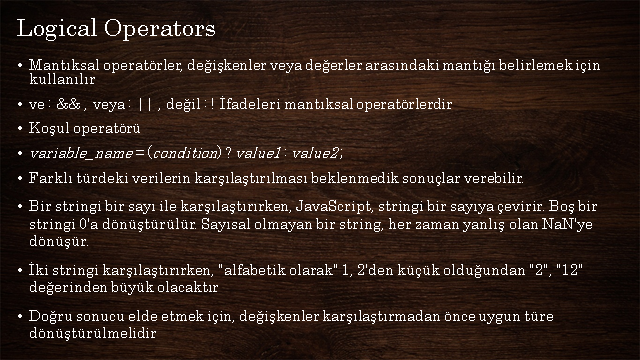 Logical Operators
• Mantıksal operatörler, değişkenler veya değerler arasındaki mantığı belirlemek için
kullanılır
• ve : && , veya : || , değil : ! İfadeleri mantıksal operatörlerdir
• Koşul operatörü
• variable_name = (condition) ? value1 : value2;
• Farklı türdeki verilerin karşılaştırılması beklenmedik sonuçlar verebilir.
• Bir stringi bir sayı ile karşılaştırırken, JavaScript, stringi bir sayıya çevirir. Boş bir
stringi 0'a dönüştürülür. Sayısal olmayan bir string, her zaman yanlış olan NaN'ye
dönüşür.
• İki stringi karşılaştırırken, "alfabetik olarak" 1, 2'den küçük olduğundan "2", "12"
değerinden büyük olacaktır
• Doğru sonucu elde etmek için, değişkenler karşılaştırmadan önce uygun türe
dönüştürülmelidir